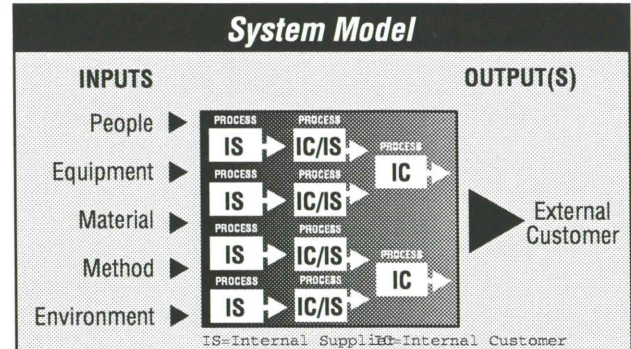 System Model
INPUTS
OUTPUT(S)
People
Equipment
Material
Method
Environment
PROCESS PROCESS
IS IC/IS
PROCESS
IC
PROCESS PROCESS
IS IC/IS
PROCESS PROCESS
IS IC/IS
PROCESS
IC
PROCESS PROCESS
IS IC/IS
External
Customer
IS=Internal Supplier
IC=Internal Customer